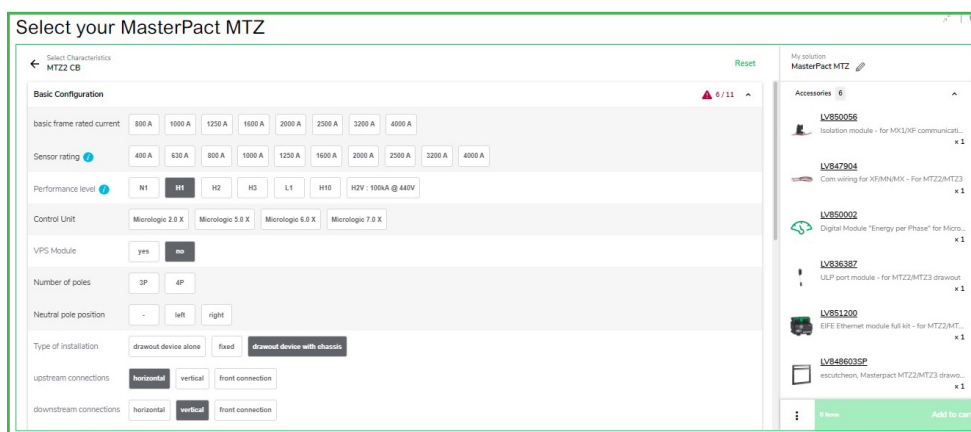 Select your MasterPact MTZ
Select Characteristics
MTZ2 CB
Reset
Basic Configuration
6 / 11
basic frame rated current 800 A 1000 A 1250 A 1600 A 2000 A 2500 A 3200 A 4000 A
Sensor rating i 400 A 630 A 800 A 1000 A 1250 A 1600 A 2000 A 2500 A 3200 A 4000 A
Performance level i N1 H1 H2 H3 L1 H10 H2V : 100kA @ 440V
Control Unit Micrologic 2.0 X Micrologic 5.0 X Micrologic 6.0 X Micrologic 7.0 X
VPS Module yes no
Number of poles 3P 4P
Neutral pole position - left right
Type of installation drawout device alone fixed drawout device with chassis
upstream connections horizontal vertical front connection
downstream connections horizontal vertical front connection
My solution
MasterPact MTZ
Accessories 6
LV850056
Isolation module - for MX1/XF communicati...
x 1
LV847904
Com wiring for XF/MN/MX - For MTZ2/MTZ3
x 1
LV850002
Digital Module "Energy per Phase" for Micro...
x 1
LV836387
ULP port module - for MTZ2/MTZ3 drawout
x 1
LV851200
EIFE Ethernet module full kit - for MTZ2/MT...
x 1
LV848603SP
escutcheon, Masterpact MTZ2/MTZ3 drawo...
x 1
Items
Add to cart